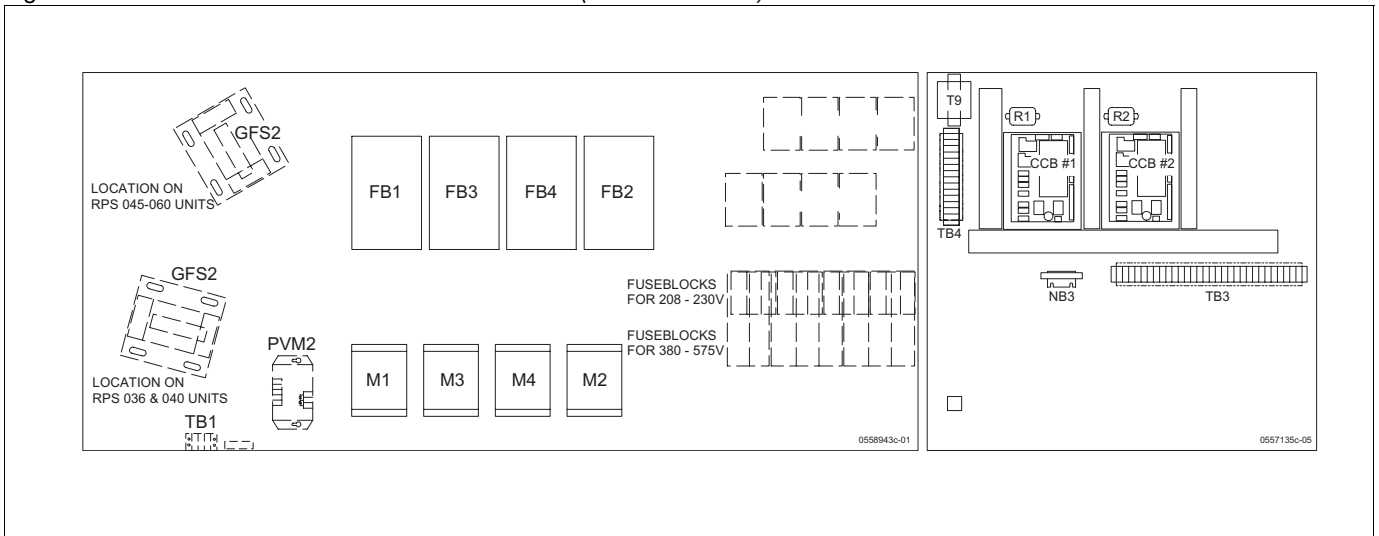 GFS2
LOCATION ON
RPS 045-060 UNITS
FB1
FB3
FB4
FB2
GFS2
LOCATION ON
RPS 036 & 040 UNITS
TB1
PVM2
M1
M3
M4
M2
FUSEBLOCKS
FOR 208 - 230V
FUSEBLOCKS
FOR 380 - 575V
0558943c-01
T9
R1
R2
CCB #1
CCB #2
TB4
NB3
TB3
0557135c-05